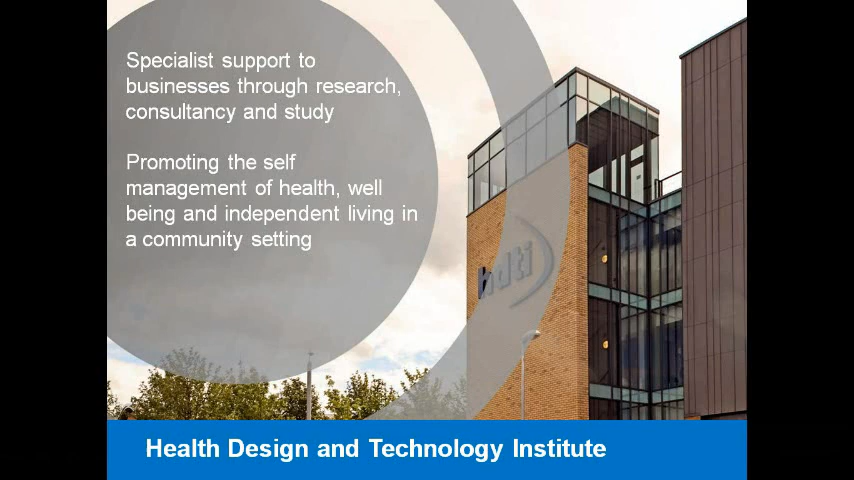 Specialist support to
businesses through research,
consultancy and study
Promoting the self
management of health, well
being and independent living in
a community setting
hdti
Health Design and Technology Institute